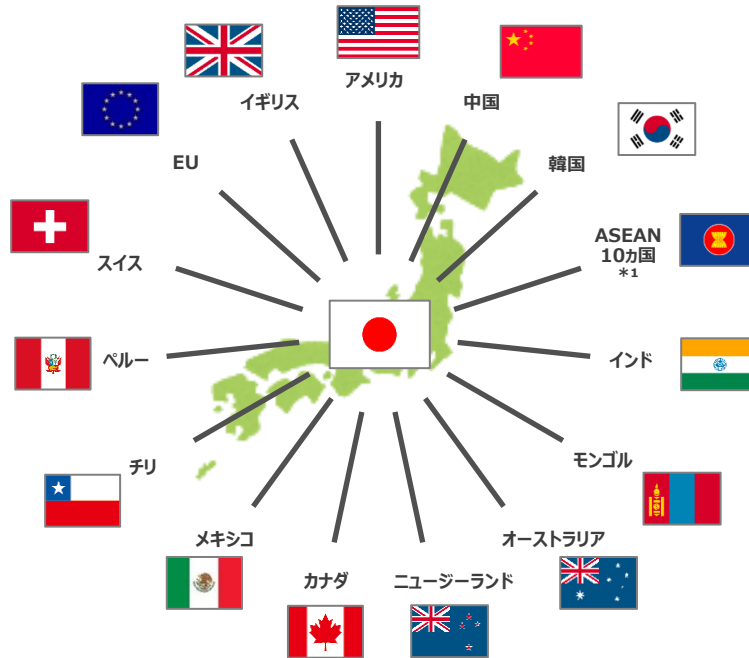 アメリカ
イギリス
中国
EU
韓国
スイス
ASEAN
10ヵ国
*1
ペルー
インド
チリ
モンゴル
メキシコ
オーストラリア
カナダ
ニュージーランド